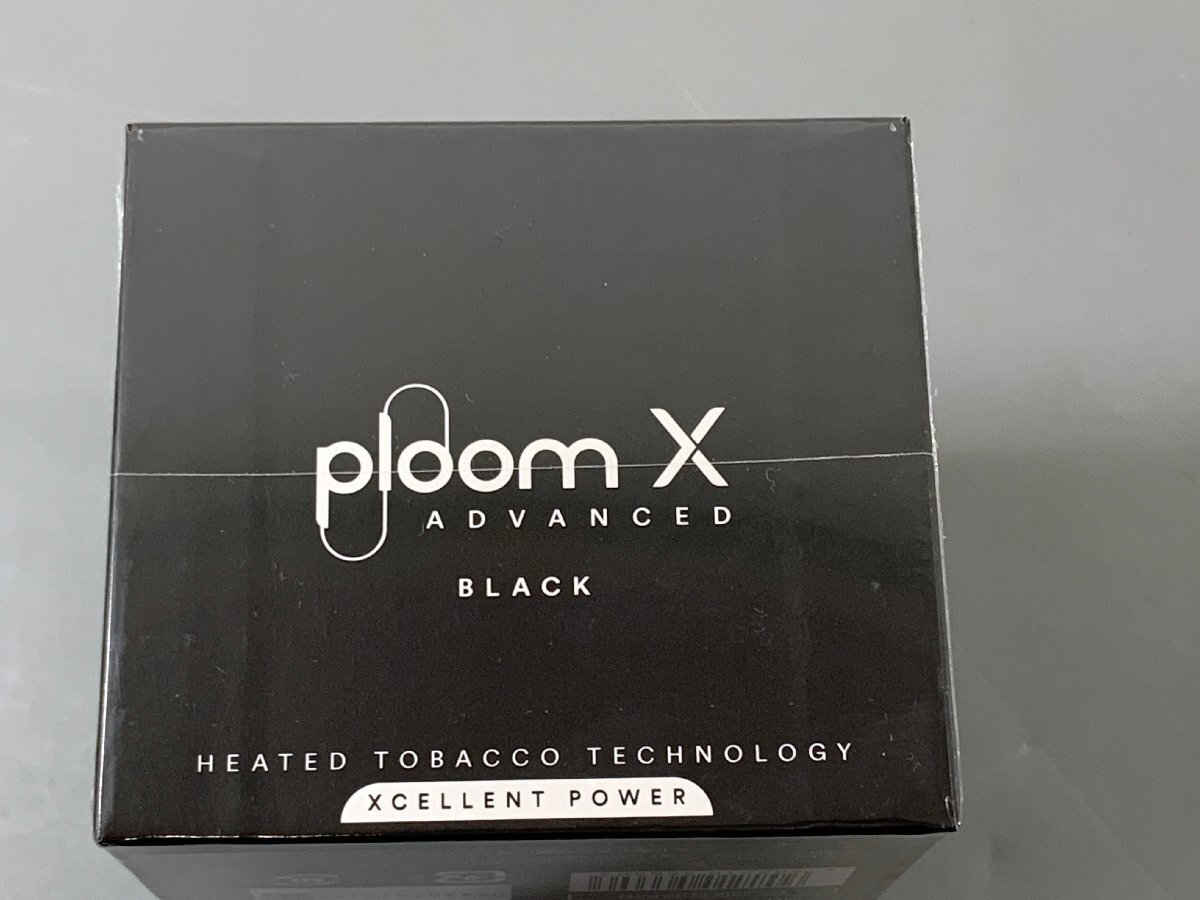 ploom X
ADVANCED
BLACK
HEATED TOBACCO TECHNOLOGY
XCELLENT POWER